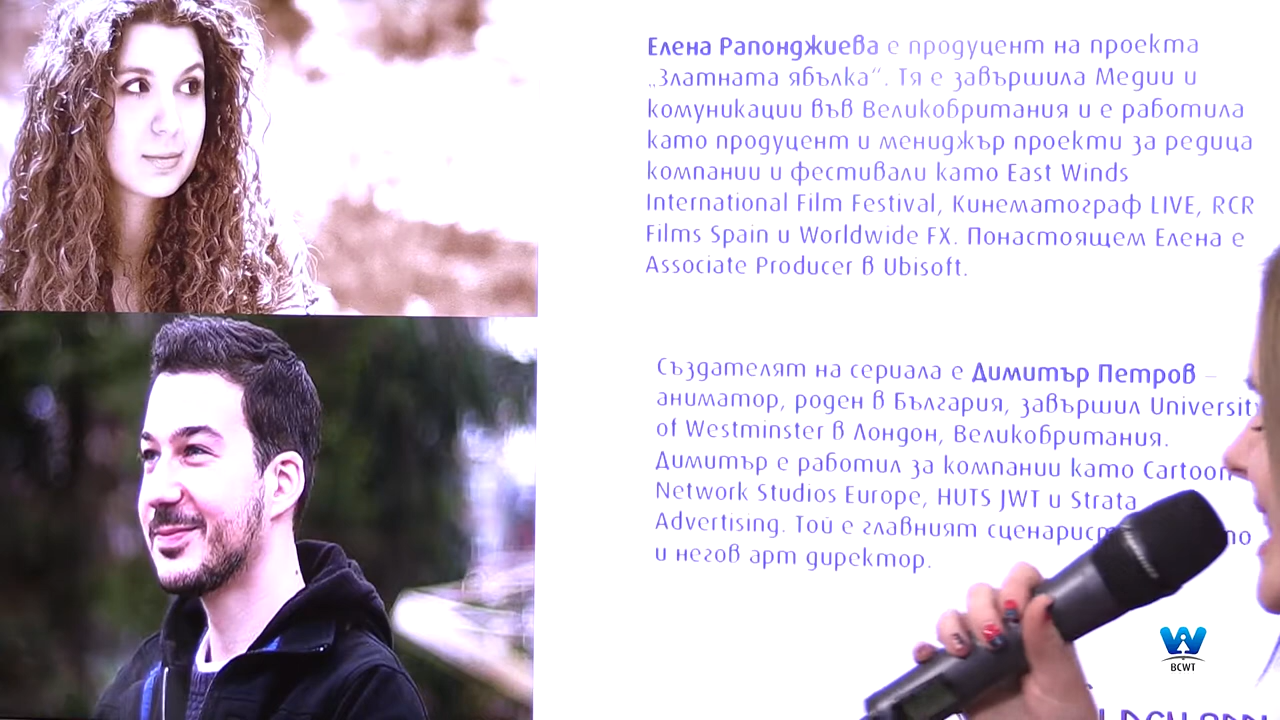 Елена Рапонджиева е продуцент на проекта
„Златната ябълка“. Тя е завършила Медии и
комуникации във Великобритания и е работила
като продуцент и мениджър проекти за редица
компании и фестивали като East Winds
International Film Festival, Кинематограф LIVE, RCR
Films Spain и Worldwide FX. Понастоящем Елена е
Associate Producer в Ubisoft.
Създателят на сериала е Димитър Петров –
аниматор, роден в България, завършил University
of Westminster в Лондон, Великобритания.
Димитър е работил за компании като Cartoon
Network Studios Europe, HUTS JWT и Strata
Advertising. Той е главният сценарист
и негов арт директор.
BCWT